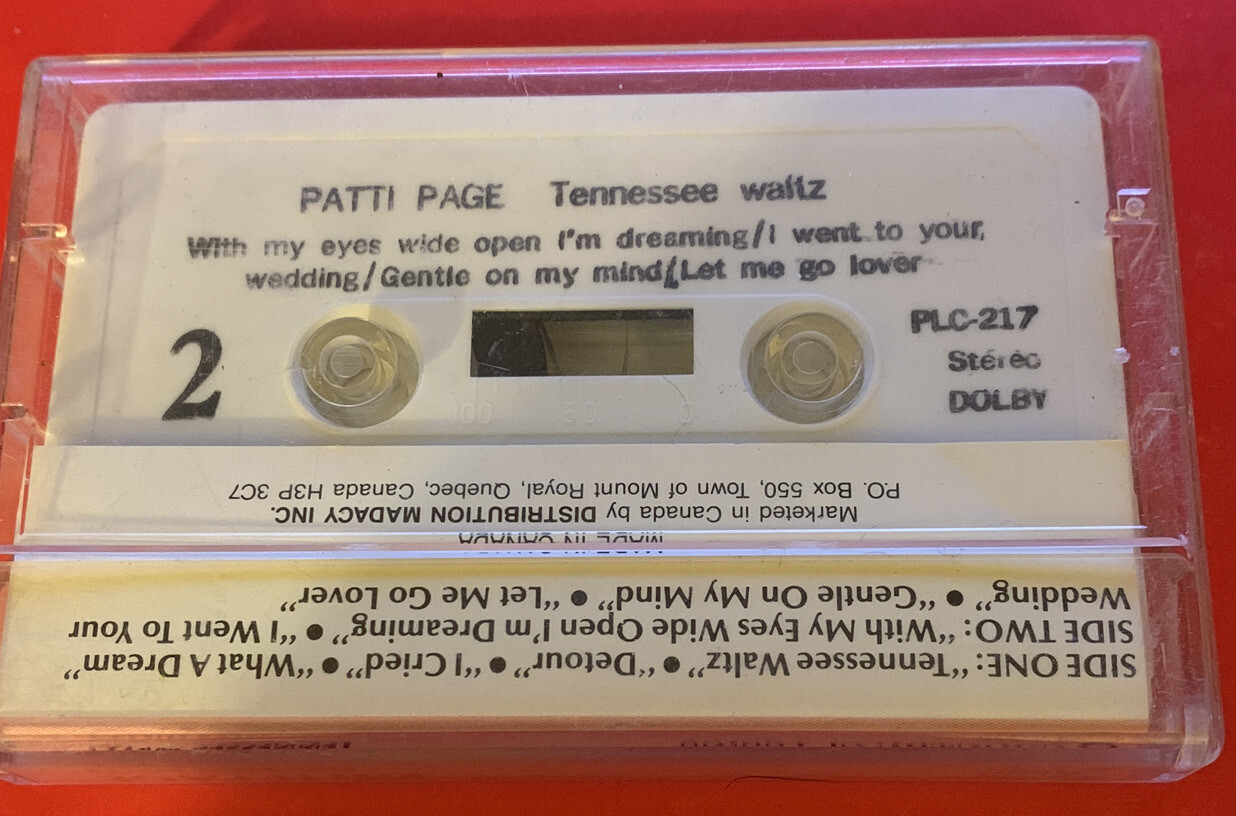 PATTI PAGE Tennessee waltz
With my eyes wide open I'm dreaming/I went to your,
wedding/Gentle on my mind/Let me go lover
2
PLC-217
Stéréo
DOLBY
100 50 0
SIDE ONE: "Tennessee Waltz" • "Detour" • "I Cried" • "What A Dream"
SIDE TWO: "With My Eyes Wide Open I'm Dreaming" • "I Went To Your
Wedding" • "Gentle On My Mind" • "Let Me Go Lover"
MADE IN CANADA
Marketed in Canada by DISTRIBUTION MADACY INC.
P.O. Box 550, Town of Mount Royal, Quebec, Canada H3P 3C7